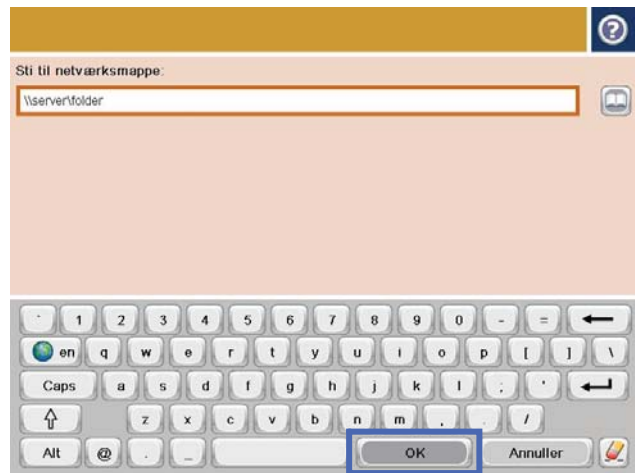 ?
Sti til netværksmappe:
\\server\folder
` 1 2 3 4 5 6 7 8 9 0 - =
en q w e r t y u i o p [ ] \
Caps a s d f g h j k l ; '
z x c v b n m , . /
Alt @ . _ OK Annuller